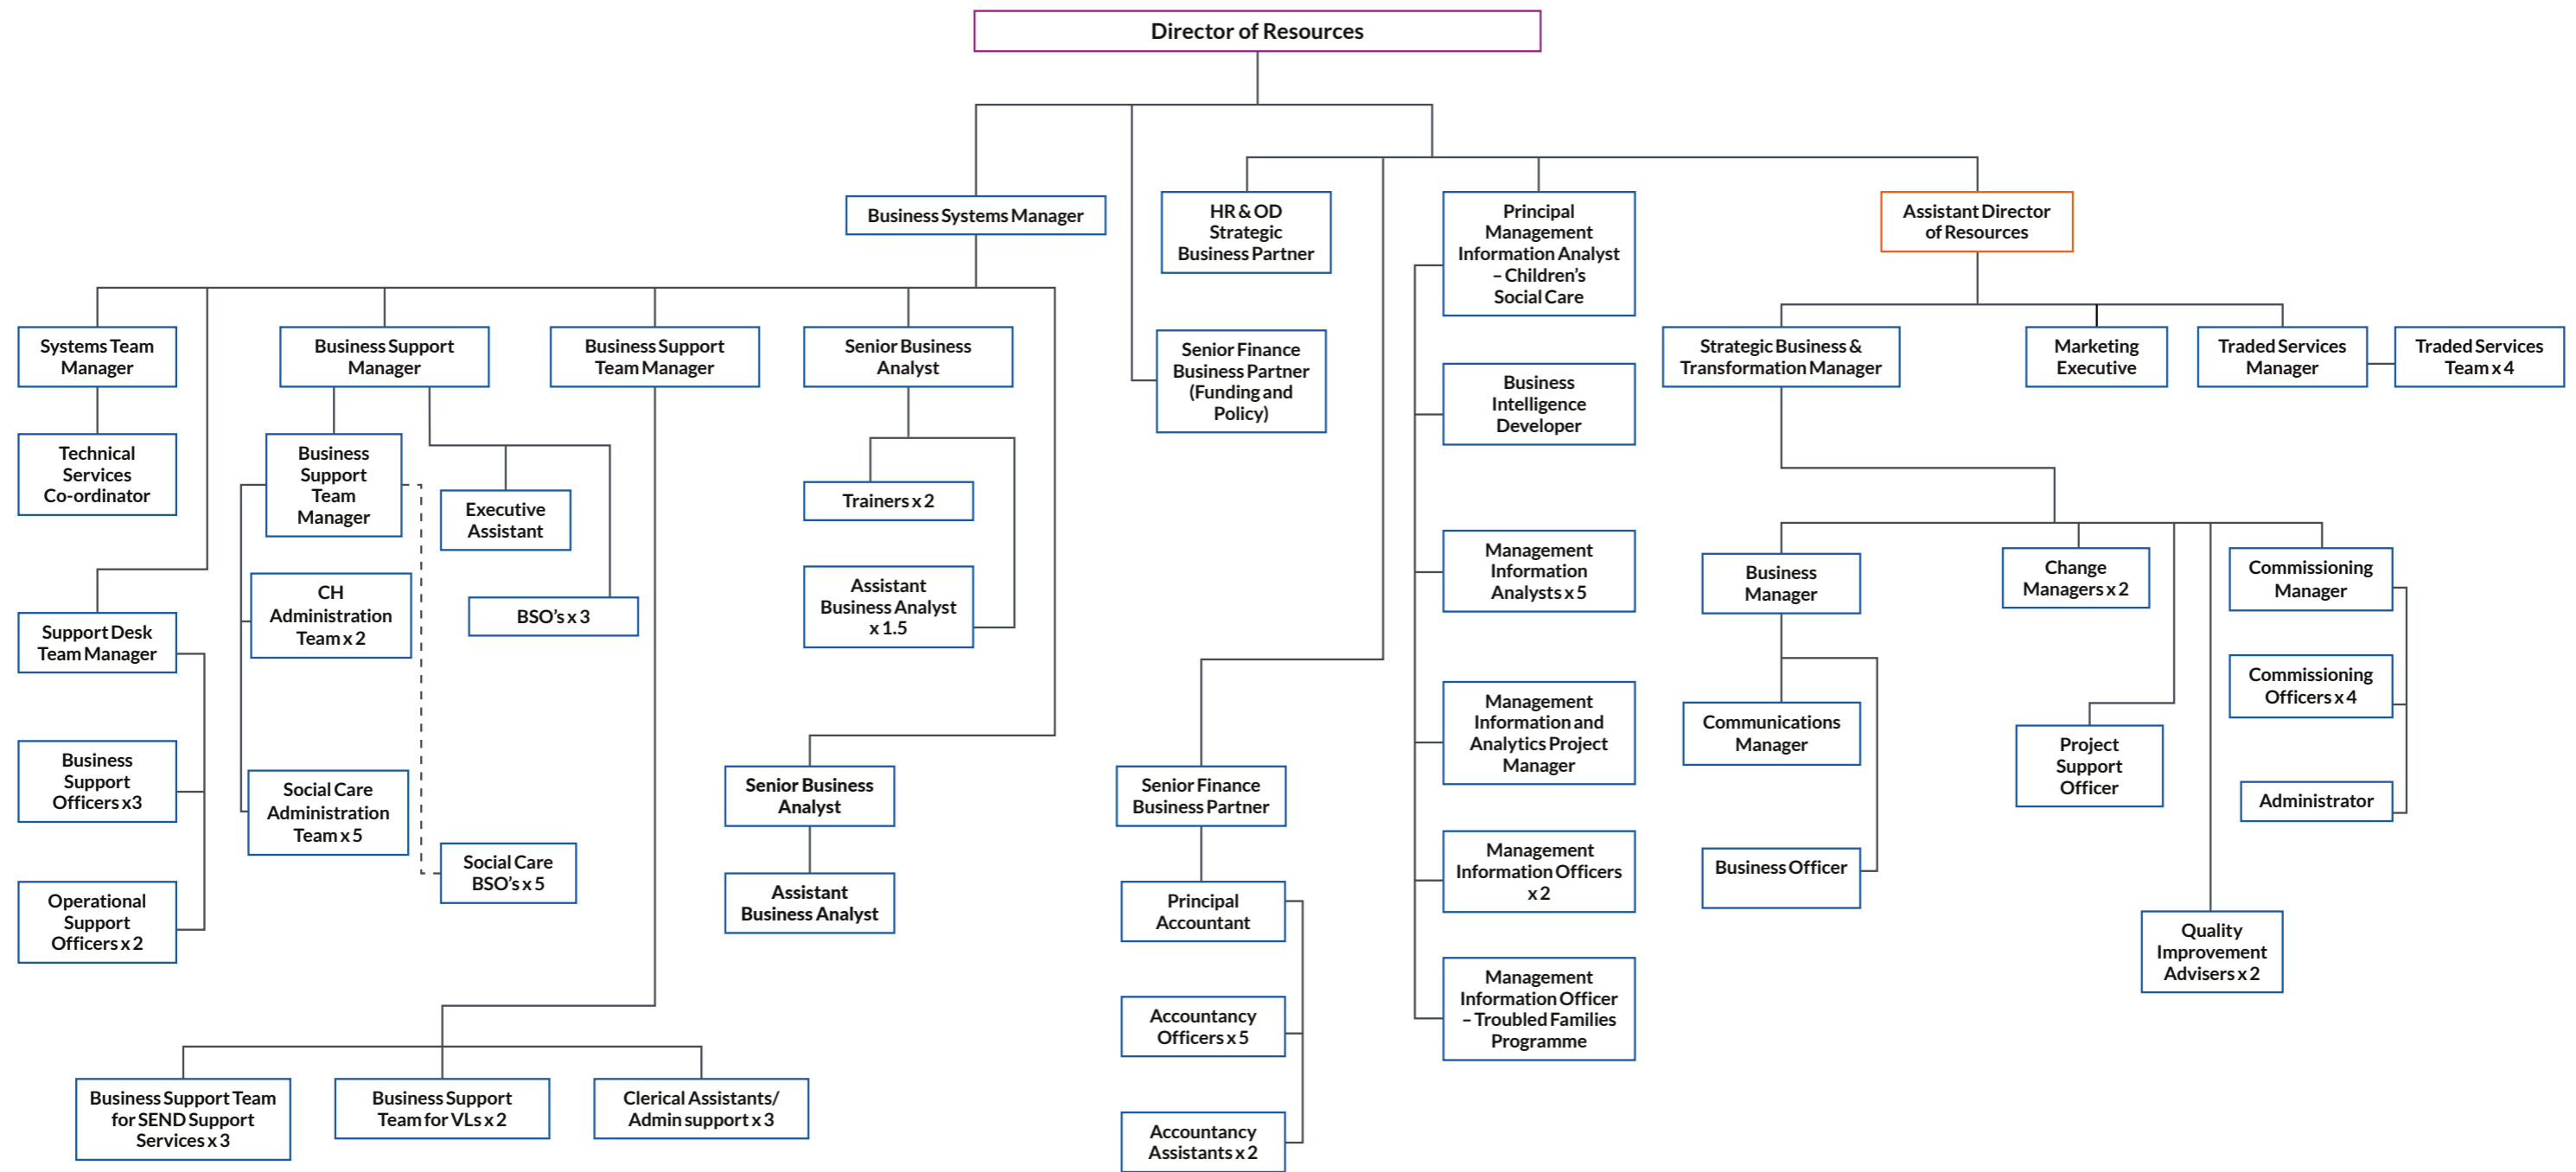 Director of Resources
Business Systems Manager
HR & OD
Strategic
Business Partner
Principal
Management
Information Analyst
– Children’s
Social Care
Assistant Director
of Resources
Systems Team
Manager
Business Support
Manager
Business Support
Team Manager
Senior Business
Analyst
Senior Finance
Business Partner
(Funding and
Policy)
Business
Intelligence
Developer
Strategic Business &
Transformation Manager
Marketing
Executive
Traded Services
Manager
Traded Services
Team x 4
Technical
Services
Co-ordinator
Business
Support
Team
Manager
Executive
Assistant
Trainers x 2
Management
Information
Analysts x 5
Business
Manager
Change
Managers x 2
Commissioning
Manager
CH
Administration
Team x 2
BSO’s x 3
Assistant
Business Analyst
x 1.5
Support Desk
Team Manager
Commissioning
Officers x 4
Management
Information and
Analytics Project
Manager
Communications
Manager
Project
Support
Officer
Business
Support
Officers x3
Social Care
Administration
Team x 5
Senior Business
Analyst
Senior Finance
Business Partner
Administrator
Social Care
BSO’s x 5
Management
Information Officers
x 2
Business Officer
Operational
Support
Officers x 2
Assistant
Business Analyst
Principal
Accountant
Quality
Improvement
Advisers x 2
Management
Information Officer
– Troubled Families
Programme
Accountancy
Officers x 5
Business Support Team
for SEND Support
Services x 3
Business Support
Team for VLs x 2
Clerical Assistants/
Admin support x 3
Accountancy
Assistants x 2